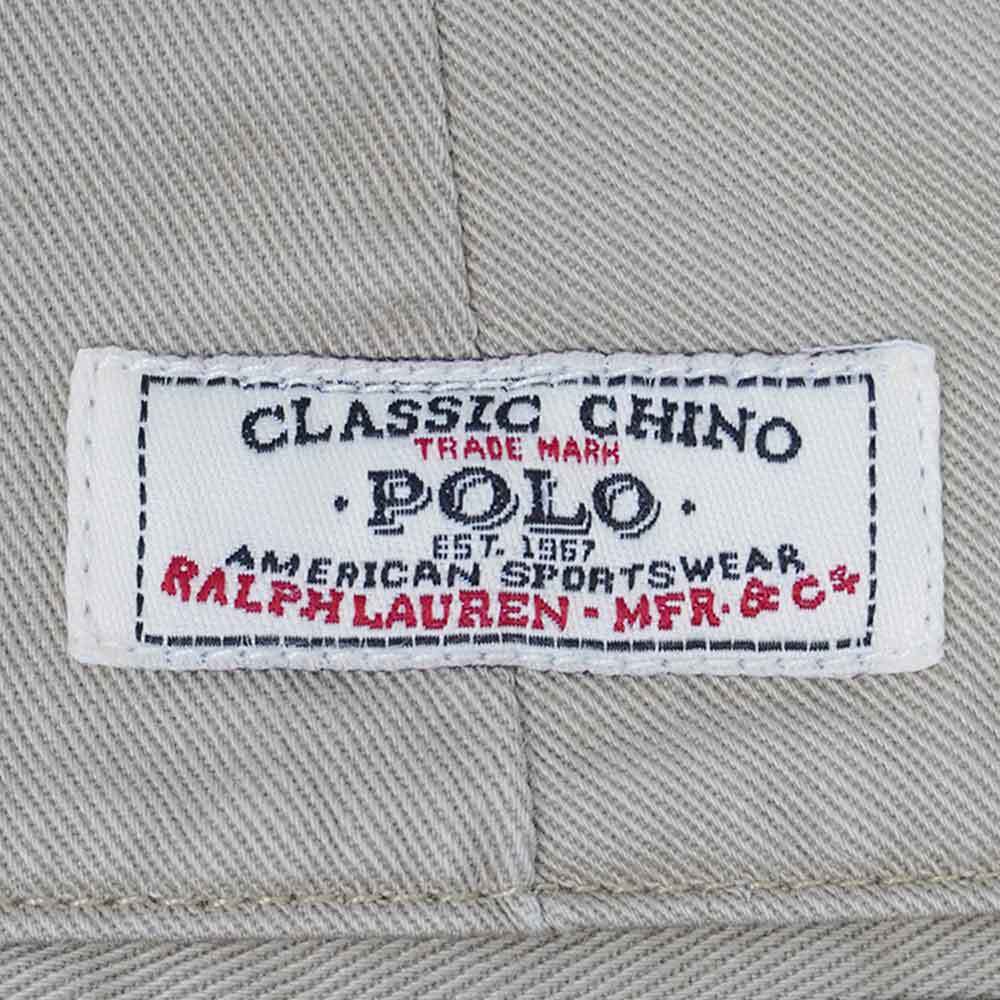 CLASSIC CHINO
TRADE MARK
· POLO ·
EST. 1967
AMERICAN SPORTSWEAR
RALPH LAUREN - MFR. & Co.